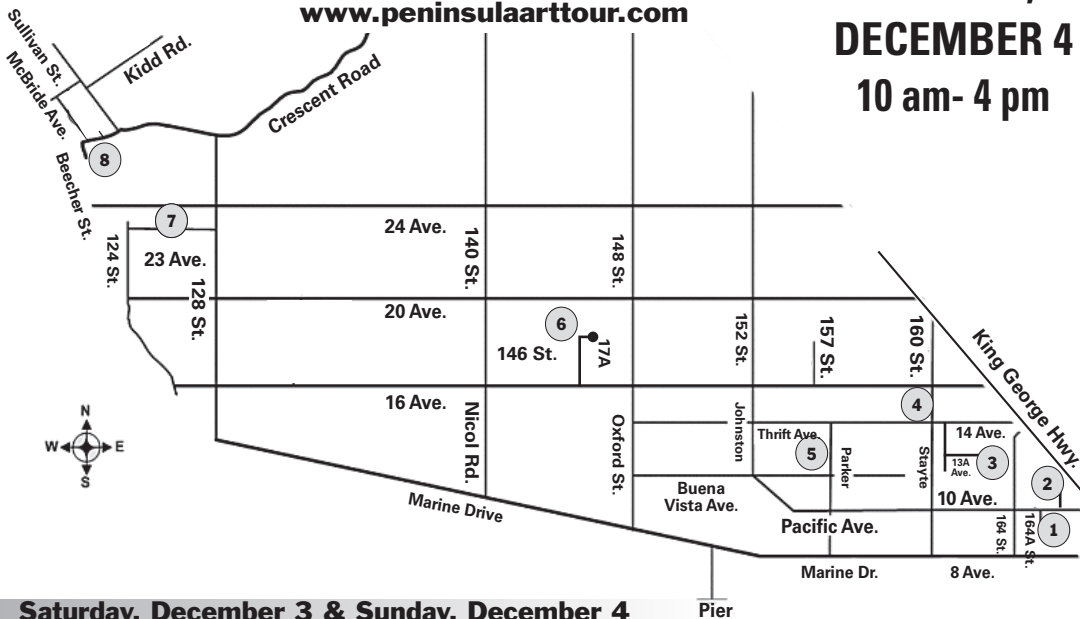 www.peninsulaarttour.com
DECEMBER 4
10 am- 4 pm
Sullivan St.
McBride Ave.
Kidd Rd.
Crescent Road
8
Beecher St.
7
24 Ave.
124 St.
23 Ave.
128 St.
140 St.
148 St.
20 Ave.
6
146 St.
17A
152 St.
157 St.
160 St.
King George Hwy.
16 Ave.
4
N
W
E
S
Nicol Rd.
Oxford St.
Johnston
Thrift Ave.
5
Parker
Stayte
14 Ave.
13A
Ave.
3
2
10 Ave.
Buena
Vista Ave.
Marine Drive
Pacific Ave.
164 St.
164A St.
1
Marine Dr.
8 Ave.
Saturday, December 3 & Sunday, December 4
Pier